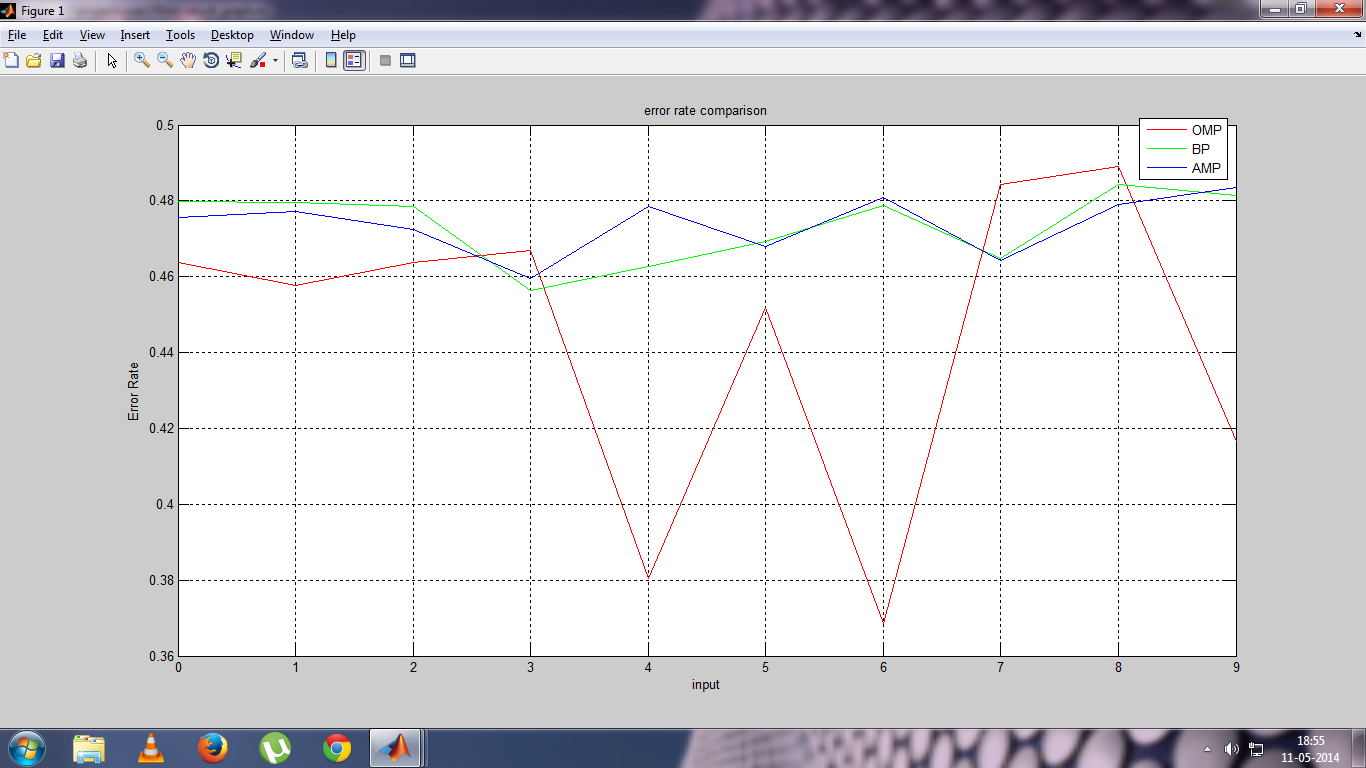 Figure 1
File Edit View Insert Tools Desktop Window Help
error rate comparison
OMP
BP
AMP
0.5
0.48
0.46
0.44
0.42
0.4
0.38
0.36
Error Rate
0 1 2 3 4 5 6 7 8 9
input
18:55
11-05-2014